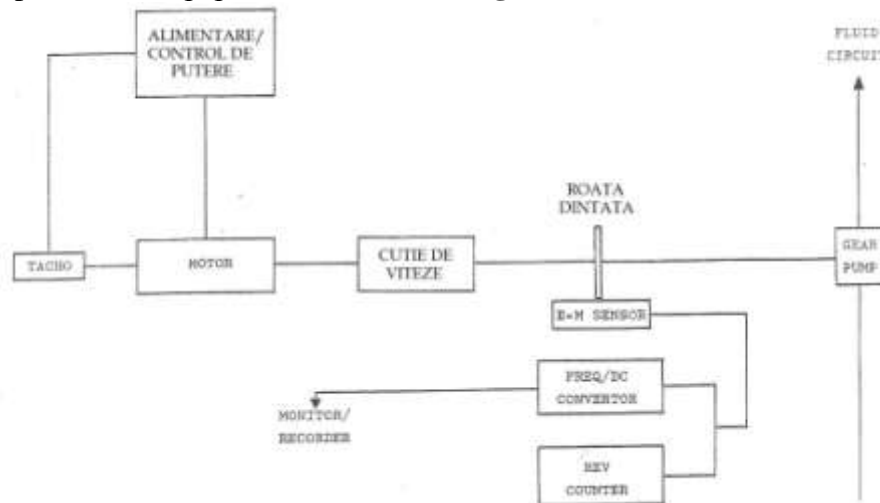 ALIMENTARE/
CONTROL DE
PUTERE
FLUID
CIRCUIT
ROATA
DINTATA
TACHO
MOTOR
CUTIE DE
VITEZE
GEAR
PUMP
E-M SENSOR
FREQ/DC
CONVERTOR
MONITOR/
RECORDER
REV
COUNTER